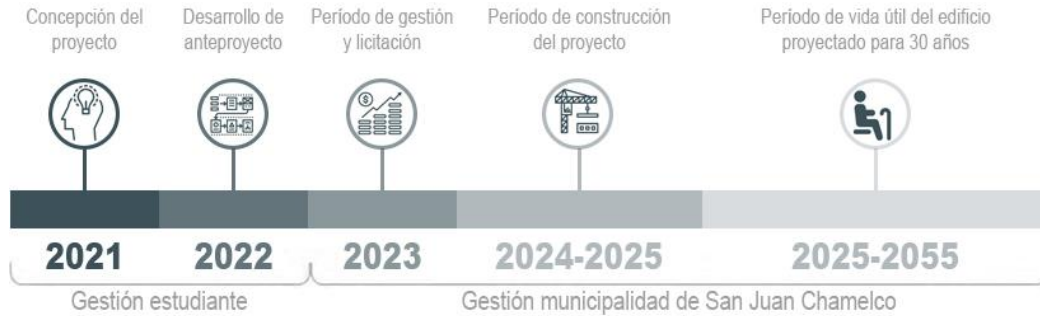 Concepción del
proyecto
Desarrollo de
anteproyecto
Período de gestión
y licitación
Período de construcción
del proyecto
Período de vida útil del edificio
proyectado para 30 años
2021
2022
2023
2024-2025
2025-2055
Gestión estudiante
Gestión municipalidad de San Juan Chamelco